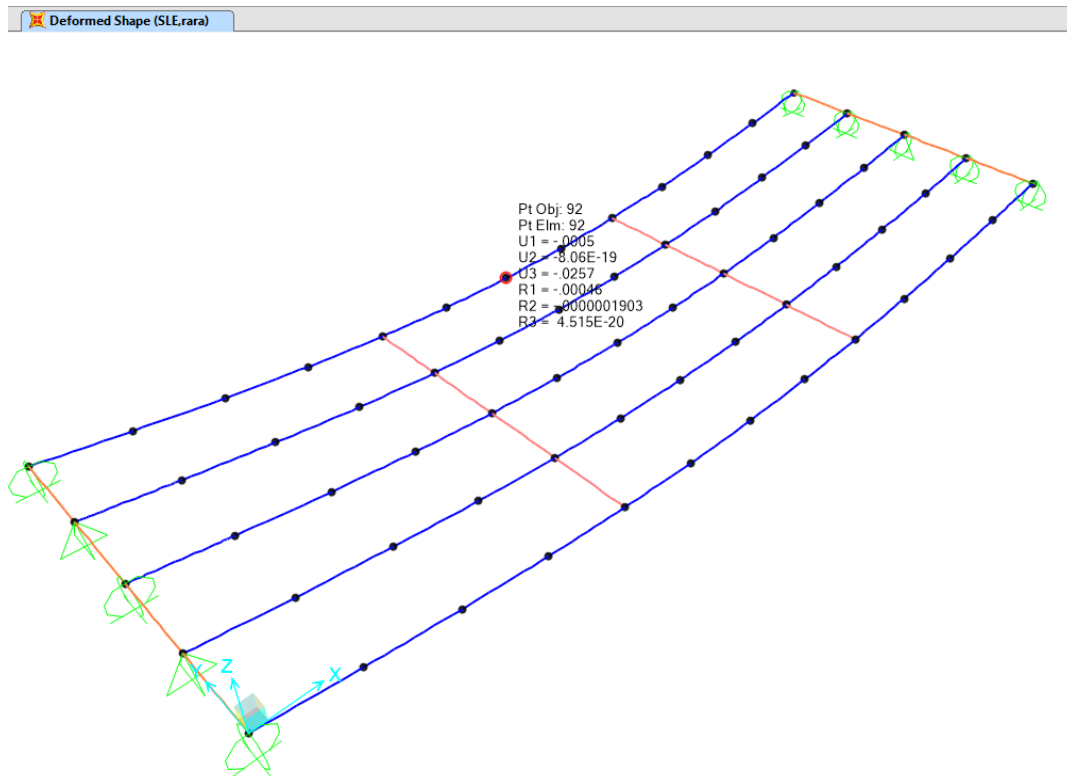 Deformed Shape (SLE,rara)
Pt Obj: 92
Pt Elm: 92
U1 = -.0005
U2 = -8.06E-19
U3 = -.0257
R1 = -.00046
R2 = -.0000001903
R3 = 4.515E-20
Y Z X